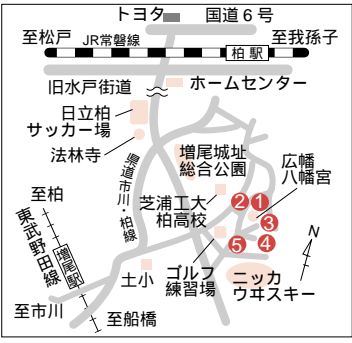 トヨタ
国道6号
至松戸
JR常磐線
柏駅
至我孫子
旧水戸街道
ホームセンター
日立柏
サッカー場
法林寺
県道市川・柏線
増尾城址
総合公園
広幡
八幡宮
芝浦工大
柏高校
2
1
3
4
5
至柏
東武野田線
増尾駅
土小
ゴルフ
練習場
ニッカ
ウヰスキー
N
至市川
至船橋